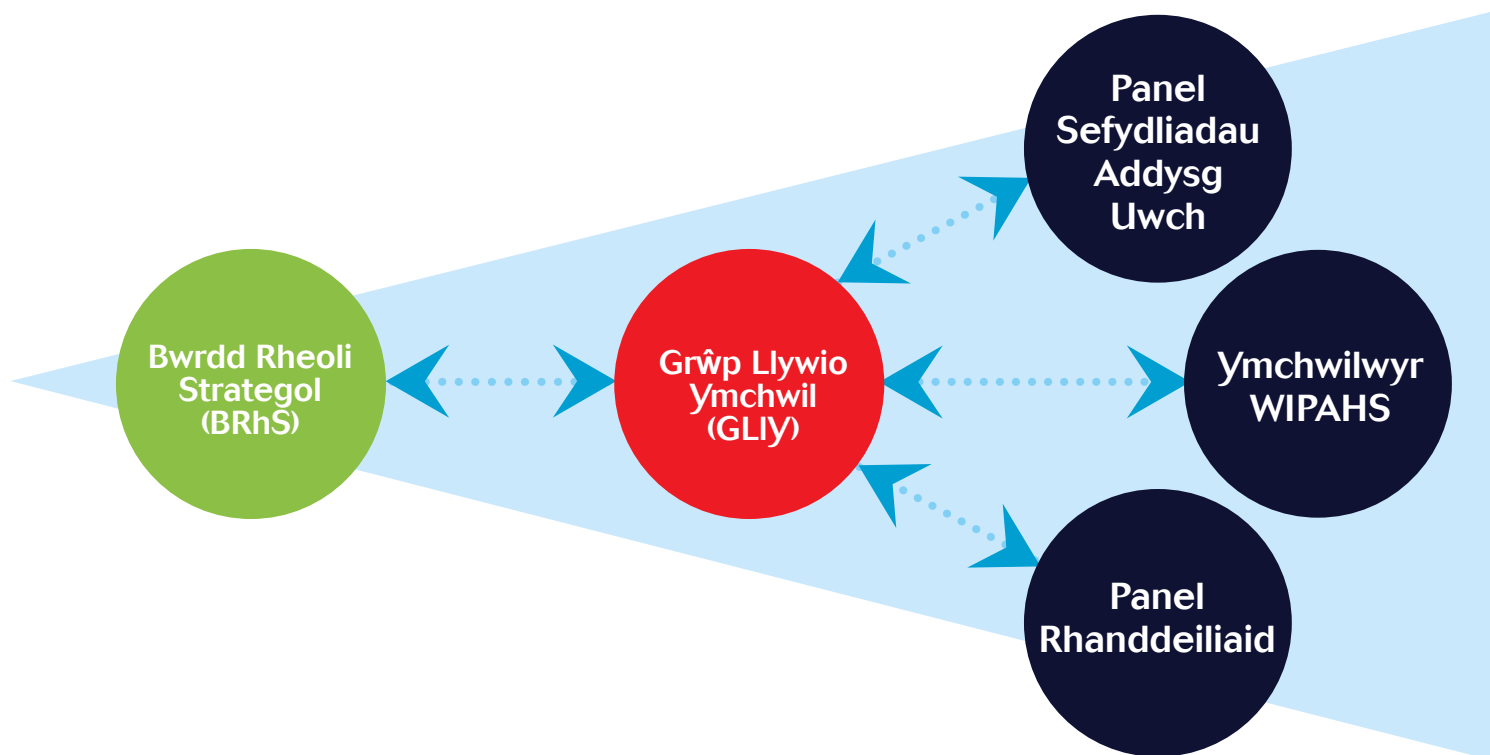 Bwrdd Rheoli
Strategol
(BRhS)
Grŵp Llywio
Ymchwil
(GLlY)
Panel
Sefydliadau
Addysg
Uwch
Ymchwilwyr
WIPAHS
Panel
Rhanddeiliaid